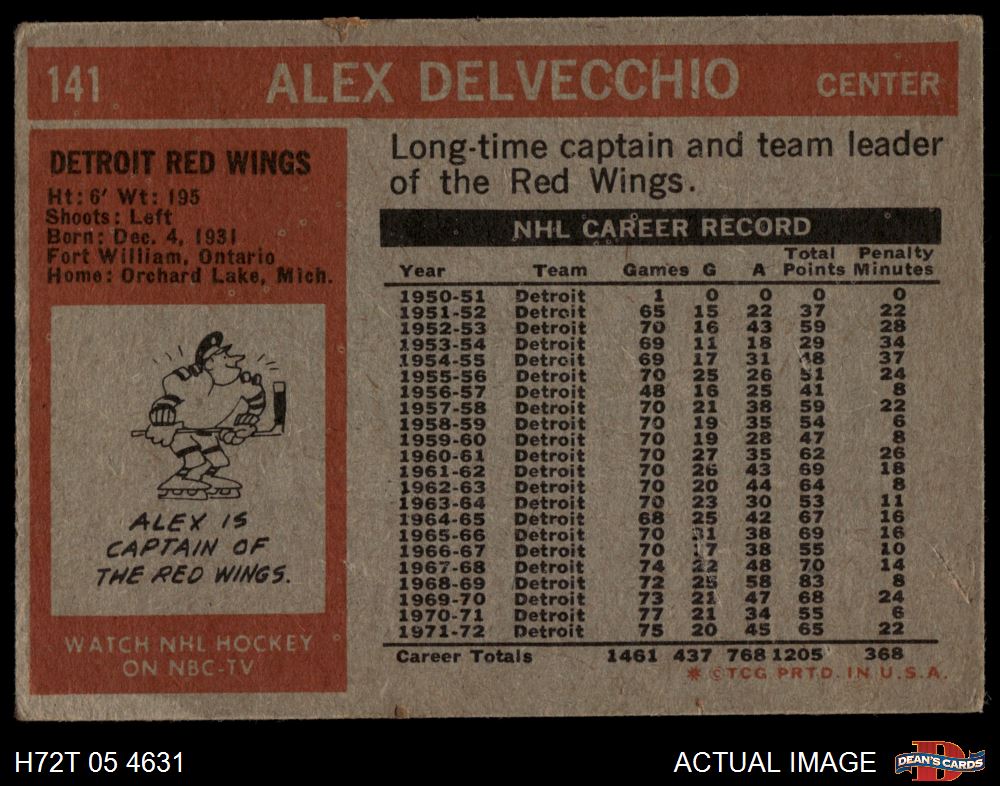 141 ALEX DELVECCHIO CENTER
DETROIT RED WINGS
Ht: 6' Wt: 195
Shoots: Left
Born: Dec. 4, 1931
Fort William, Ontario
Home: Orchard Lake, Mich.
ALEX IS
CAPTAIN OF
THE RED WINGS.
WATCH NHL HOCKEY
ON NBC-TV
Long-time captain and team leader
of the Red Wings.
NHL CAREER RECORD
Year Team Games G A Total Points Penalty Minutes
1950-51 Detroit 1 0 0 0 0
1951-52 Detroit 65 15 22 37 22
1952-53 Detroit 70 16 43 59 28
1953-54 Detroit 69 11 18 29 34
1954-55 Detroit 69 17 31 48 37
1955-56 Detroit 70 25 26 51 24
1956-57 Detroit 48 16 25 41 8
1957-58 Detroit 70 21 38 59 22
1958-59 Detroit 70 19 35 54 6
1959-60 Detroit 70 19 28 47 8
1960-61 Detroit 70 27 35 62 26
1961-62 Detroit 70 26 43 69 18
1962-63 Detroit 70 20 44 64 8
1963-64 Detroit 70 23 30 53 11
1964-65 Detroit 68 25 42 67 16
1965-66 Detroit 70 31 38 69 16
1966-67 Detroit 70 17 38 55 10
1967-68 Detroit 74 22 48 70 14
1968-69 Detroit 72 25 58 83 8
1969-70 Detroit 73 21 47 68 24
1970-71 Detroit 77 21 34 55 6
1971-72 Detroit 75 20 45 65 22
Career Totals 1461 437 768 1205 368
* ©TCG PRTD. IN U.S.A.
H72T 05 4631
ACTUAL IMAGE
D
DEAN'S CARDS